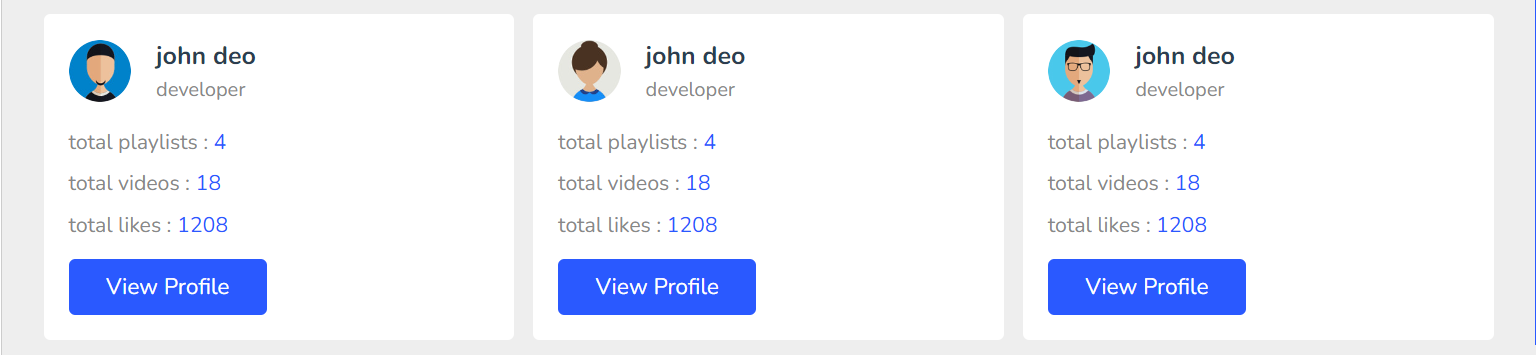 john deo
developer
total playlists : 4
total videos : 18
total likes : 1208
View Profile
john deo
developer
total playlists : 4
total videos : 18
total likes : 1208
View Profile
john deo
developer
total playlists : 4
total videos : 18
total likes : 1208
View Profile